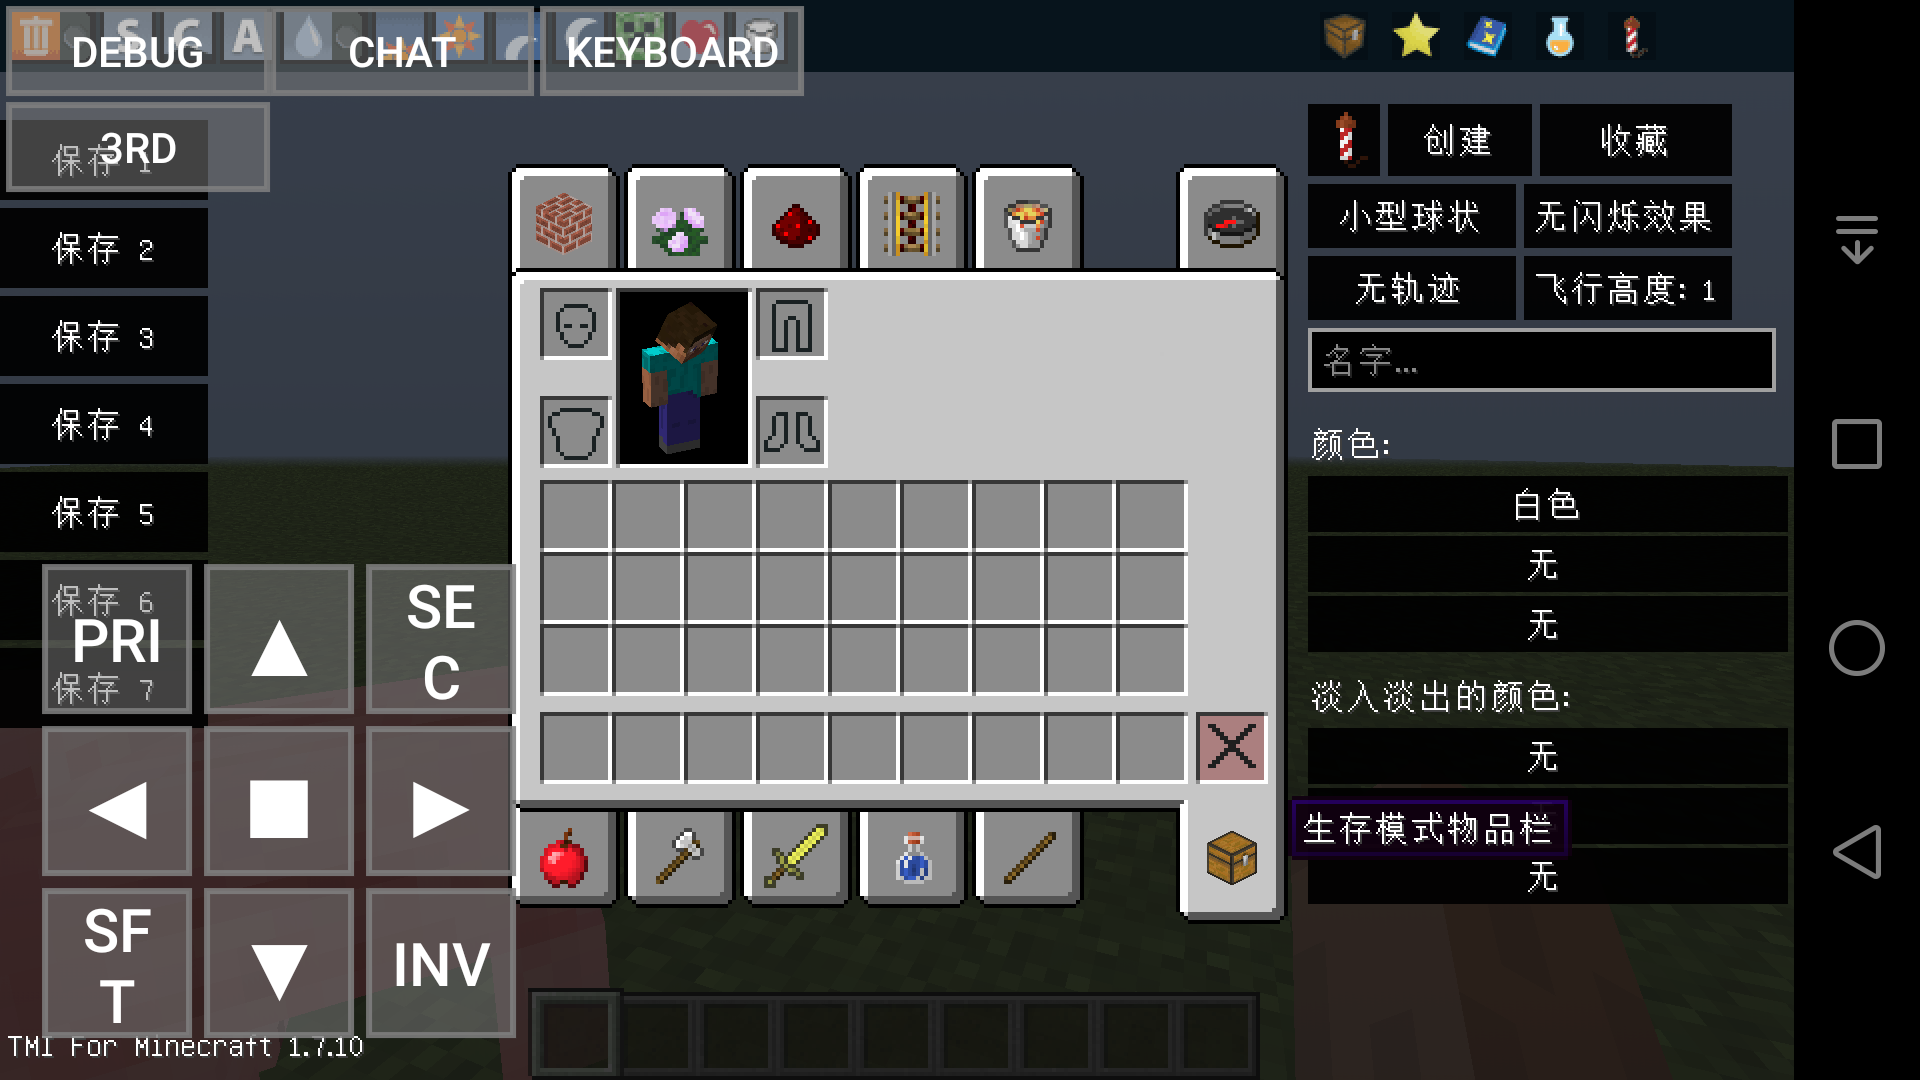 S C A
DEBUG
CHAT
KEYBOARD
3RD
保存 1
保存 2
保存 3
保存 4
保存 5
保存 6
保存 7
PRI
SE
C
SF
T
INV
TMI For Minecraft 1.7.10
创建
收藏
小型球状
无闪烁效果
无轨迹
飞行高度: 1
名字...
颜色:
白色
无
无
淡入淡出的颜色:
无
生存模式物品栏
无